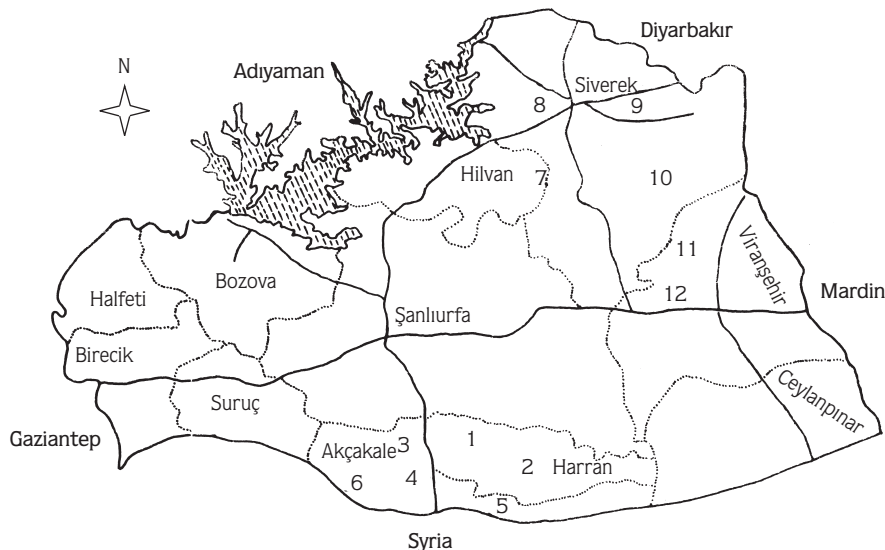 Diyarbakır
N
Adıyaman
Siverek
8
9
Hilvan
7
10
11
Viranşehir
Bozova
12
Mardin
Halfeti
Şanlıurfa
Birecik
Ceylanpınar
Suruç
Gaziantep
Akçakale
3
1
2
Harran
6
4
5
Syria